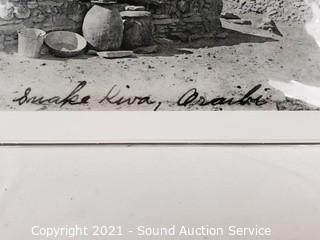 Snake Kiva, Oraibi
Copyright 2021 - Sound Auction Service